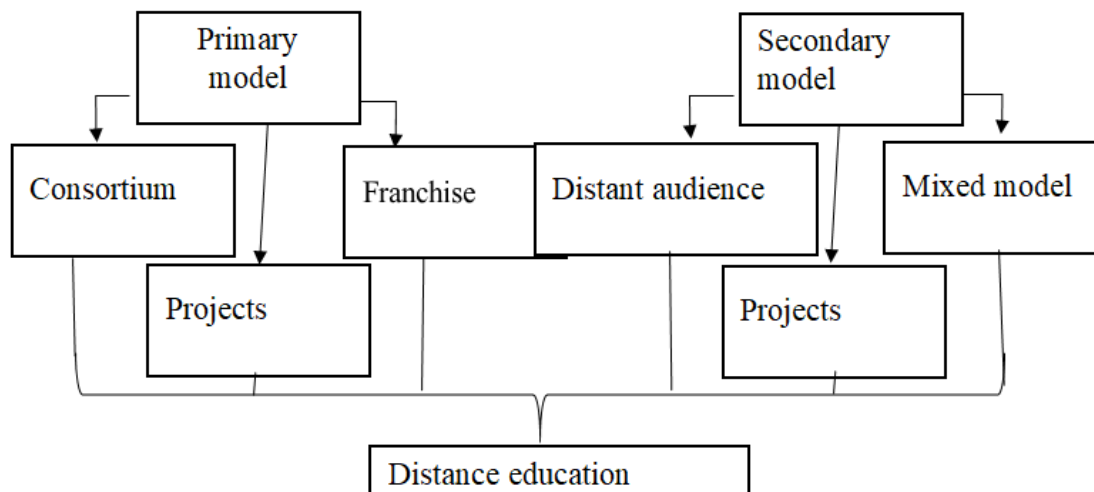 Primary
model
Secondary
model
Consortium
Franchise
Distant audience
Mixed model
Projects
Projects
Distance education